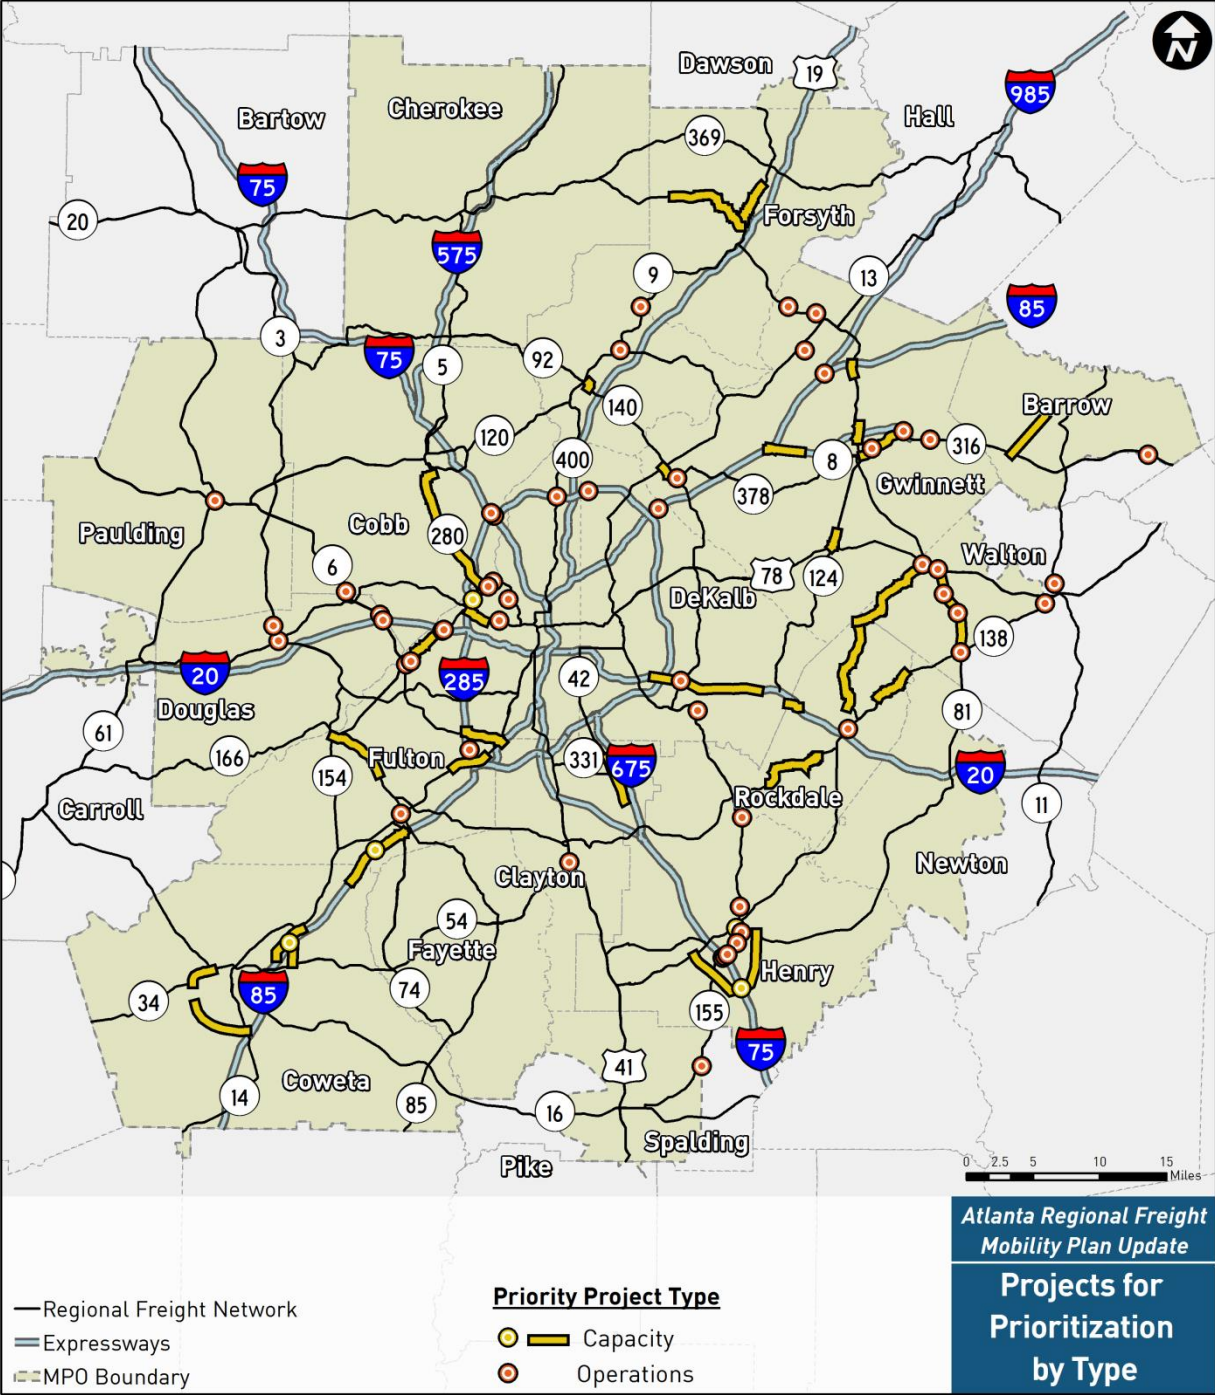 Dawson
19
985
Bartow
Cherokee
Hall
369
75
20
Forsyth
575
9
13
85
3
75
5
92
140
Barrow
120
400
8
316
378
Gwinnett
Paulding
Cobb
280
6
Walton
78
124
DeKalb
138
20
285
42
Douglas
81
61
166
Fulton
154
331
675
20
Rockdale
11
Carroll
Newton
Clayton
54
Fayette
Henry
34
85
74
155
75
41
Coweta
14
85
16
Spalding
Pike
0 2.5 5 10 15
Miles
N
Atlanta Regional Freight
Mobility Plan Update
Projects for
Prioritization
by Type
Priority Project Type
Regional Freight Network
Expressways
MPO Boundary
Capacity
Operations